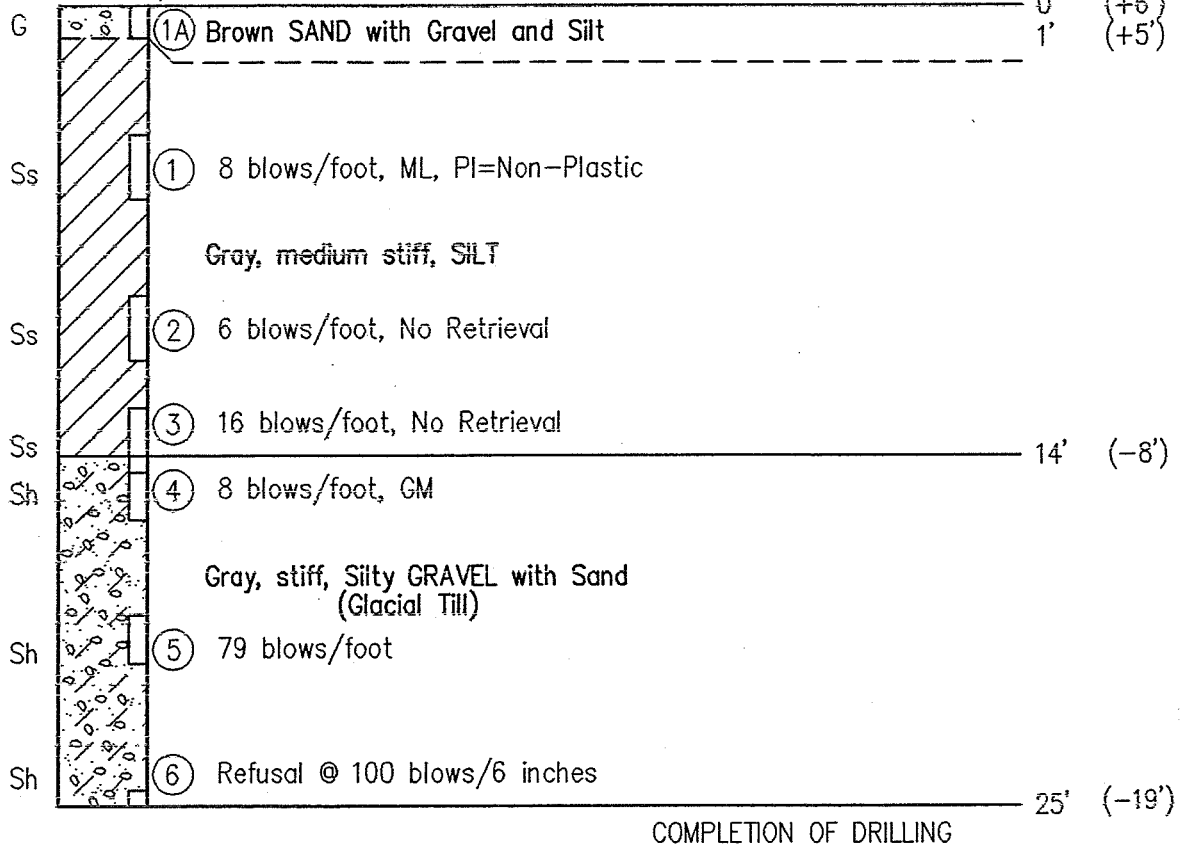 0' (+6')
G 1A Brown SAND with Gravel and Silt 1' (+5')
Ss 1 8 blows/foot, ML, PI=Non-Plastic
Gray, medium stiff, SILT
Ss 2 6 blows/foot, No Retrieval
Ss 3 16 blows/foot, No Retrieval
14' (-8')
Sh 4 8 blows/foot, GM
Gray, stiff, Silty GRAVEL with Sand
(Glacial Till)
Sh 5 79 blows/foot
Sh 6 Refusal @ 100 blows/6 inches
25' (-19')
COMPLETION OF DRILLING